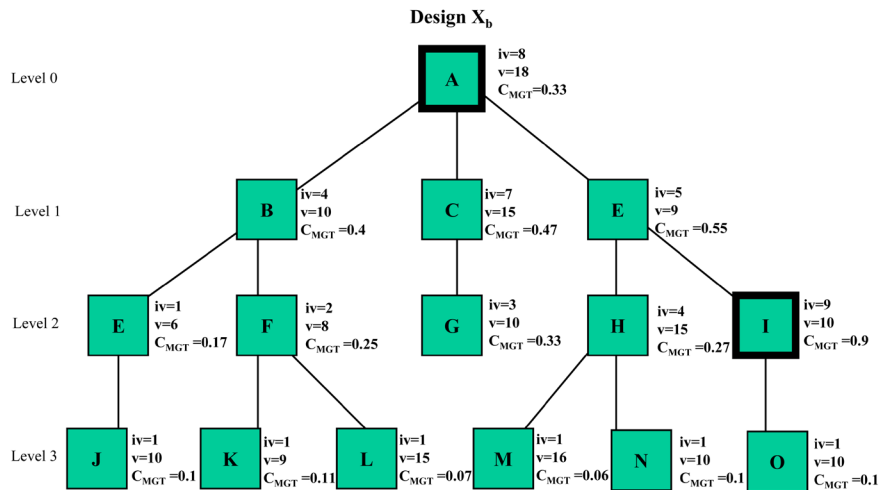 Design X_b
Level 0
A
iv=8
v=18
C_MGT=0.33
Level 1
B
iv=4
v=10
C_MGT =0.4
C
iv=7
v=15
C_MGT =0.47
E
iv=5
v=9
C_MGT =0.55
Level 2
E
iv=1
v=6
C_MGT =0.17
F
iv=2
v=8
C_MGT =0.25
G
iv=3
v=10
C_MGT =0.33
H
iv=4
v=15
C_MGT =0.27
I
iv=9
v=10
C_MGT =0.9
Level 3
J
iv=1
v=10
C_MGT =0.1
K
iv=1
v=9
C_MGT =0.11
L
iv=1
v=15
C_MGT =0.07
M
iv=1
v=16
C_MGT =0.06
N
iv=1
v=10
C_MGT =0.1
O
iv=1
v=10
C_MGT =0.1